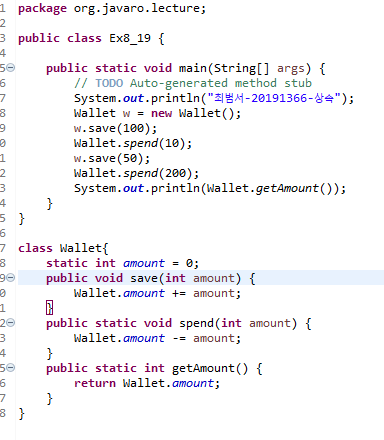 1 package org.javaro.lecture;
2
3 public class Ex8_19 {
4
5 public static void main(String[] args) {
6 // TODO Auto-generated method stub
7 System.out.println("최범서-20191366-상속");
8 Wallet w = new Wallet();
9 w.save(100);
0 Wallet.spend(10);
1 w.save(50);
2 Wallet.spend(200);
3 System.out.println(Wallet.getAmount());
4 }
5 }
6
7 class Wallet{
8 static int amount = 0;
9 public void save(int amount) {
0 Wallet.amount += amount;
1 }
2 public static void spend(int amount) {
3 Wallet.amount -= amount;
4 }
5 public static int getAmount() {
6 return Wallet.amount;
7 }
8 }